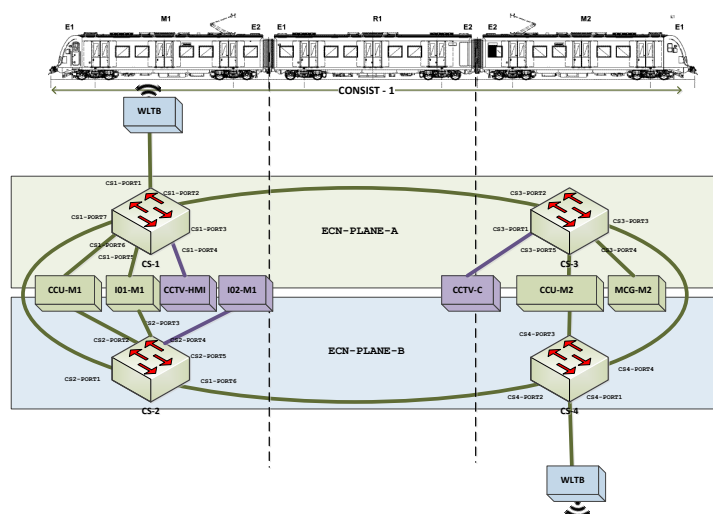 M1
R1
M2
E1
E2
E1
E2
E2
E1
CONSIST - 1
WLTB
CS1-PORT1
CS1-PORT2
CS3-PORT2
CS1-PORT7
CS1-PORT3
CS3-PORT1
CS3-PORT3
ECN-PLANE-A
CS1-PORT6
CS1-PORT4
CS3-PORT5
CS3-PORT4
CS1-PORT5
CS-1
CS-3
CCU-M1
I01-M1
CCTV-HMI
I02-M1
CCTV-C
CCU-M2
MCG-M2
CS2-PORT3
CS2-PORT2
CS2-PORT4
CS4-PORT3
ECN-PLANE-B
CS2-PORT5
CS4-PORT4
CS2-PORT1
CS1-PORT6
CS4-PORT2
CS4-PORT1
CS-2
CS-4
WLTB